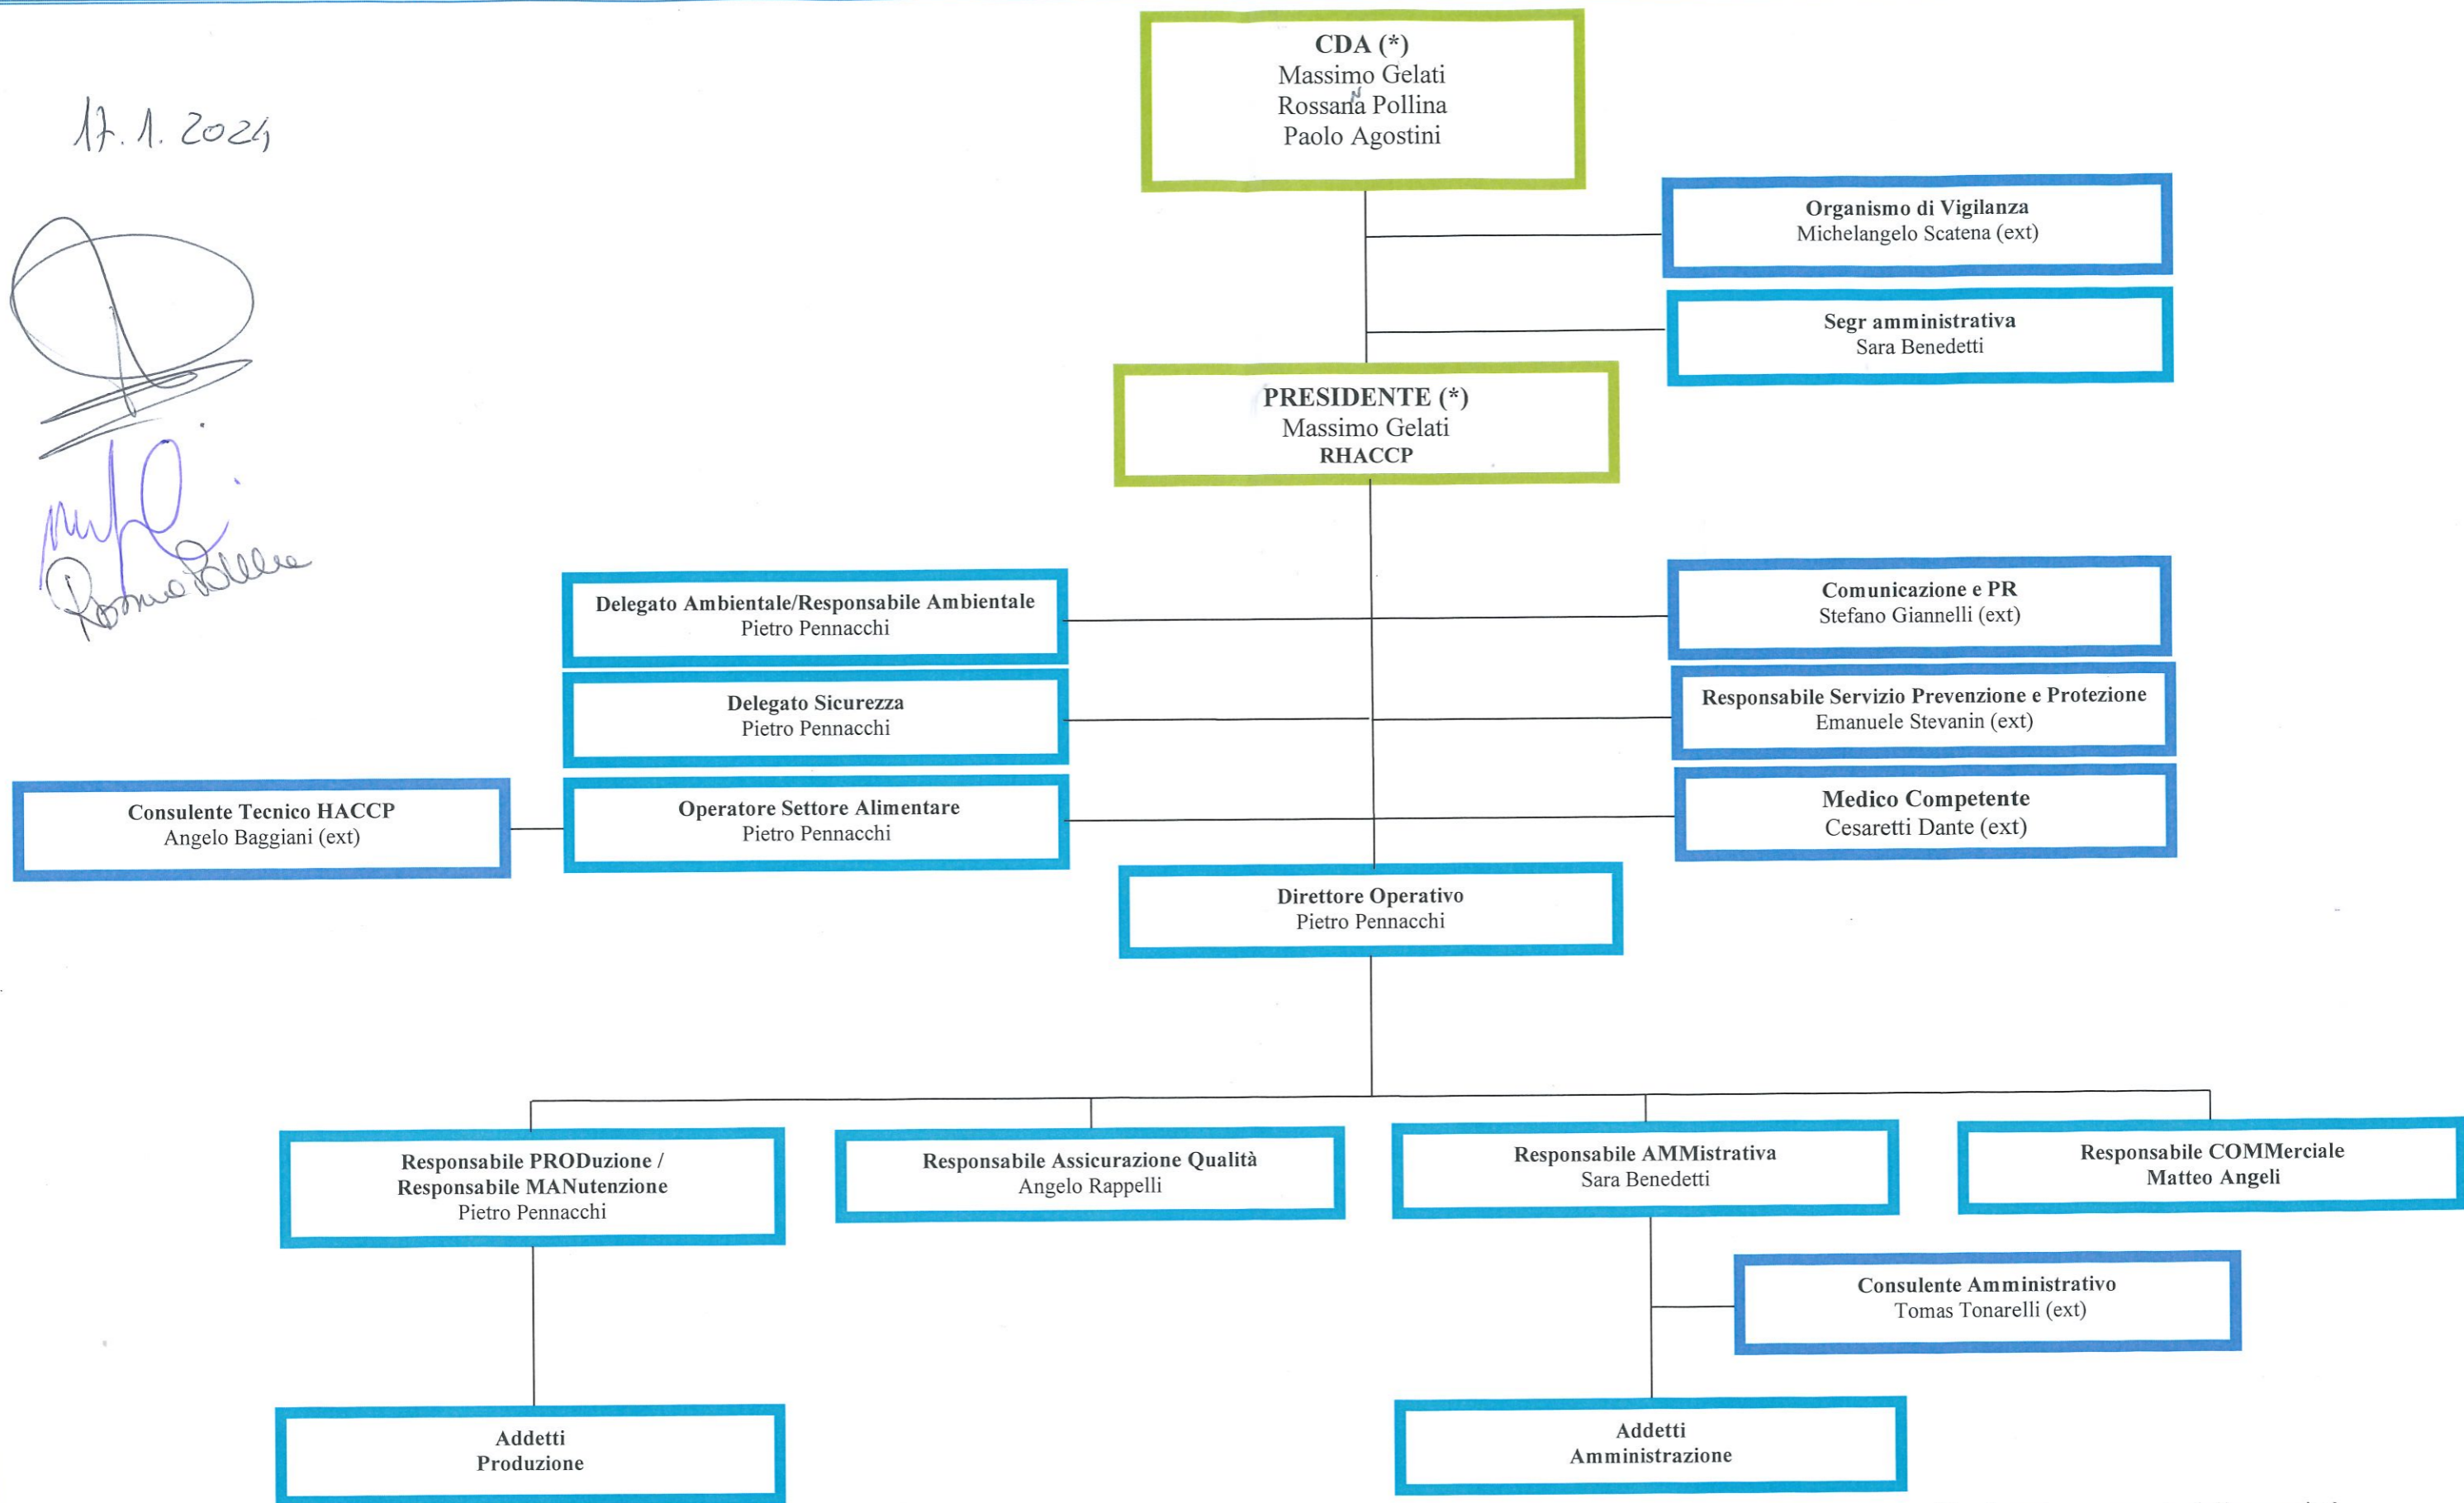 CDA (*)
Massimo Gelati
Rossana Pollina
N
Paolo Agostini
17.1.2024
Organismo di Vigilanza
Michelangelo Scatena (ext)
Segr amministrativa
Sara Benedetti
PRESIDENTE (*)
Massimo Gelati
RHACCP
Delegato Ambientale/Responsabile Ambientale
Pietro Pennacchi
Comunicazione e PR
Stefano Giannelli (ext)
Delegato Sicurezza
Pietro Pennacchi
Responsabile Servizio Prevenzione e Protezione
Emanuele Stevanin (ext)
Consulente Tecnico HACCP
Angelo Baggiani (ext)
Operatore Settore Alimentare
Pietro Pennacchi
Medico Competente
Cesaretti Dante (ext)
Direttore Operativo
Pietro Pennacchi
Responsabile PRODuzione /
Responsabile MANutenzione
Pietro Pennacchi
Responsabile Assicurazione Qualità
Angelo Rappelli
Responsabile AMMistrativa
Sara Benedetti
Responsabile COMMerciale
Matteo Angeli
Consulente Amministrativo
Tomas Tonarelli (ext)
Addetti
Produzione
Addetti
Amministrazione